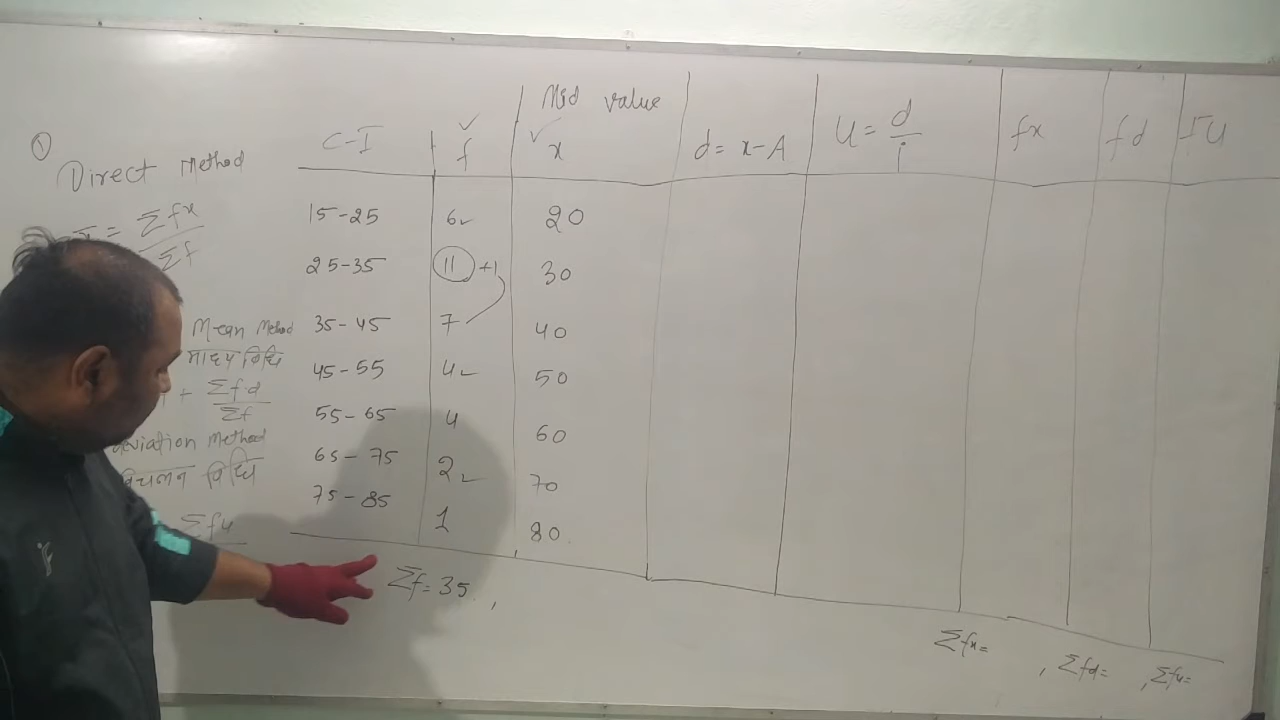 ①
Direct Method
x̄ = Σfx / Σf
Mean Method
माध्य विधि
+ Σf.d / Σf
deviation Method
विचलन विधि
Σfu
C-I f Mid value x d = x-A U = d/i fx fd fU
15-25 6 20
25-35 11 +1 30
35-45 7 40
45-55 4 50
55-65 4 60
65-75 2 70
75-85 1 80
Σf = 35, Σfx= , Σfd= , Σfu=